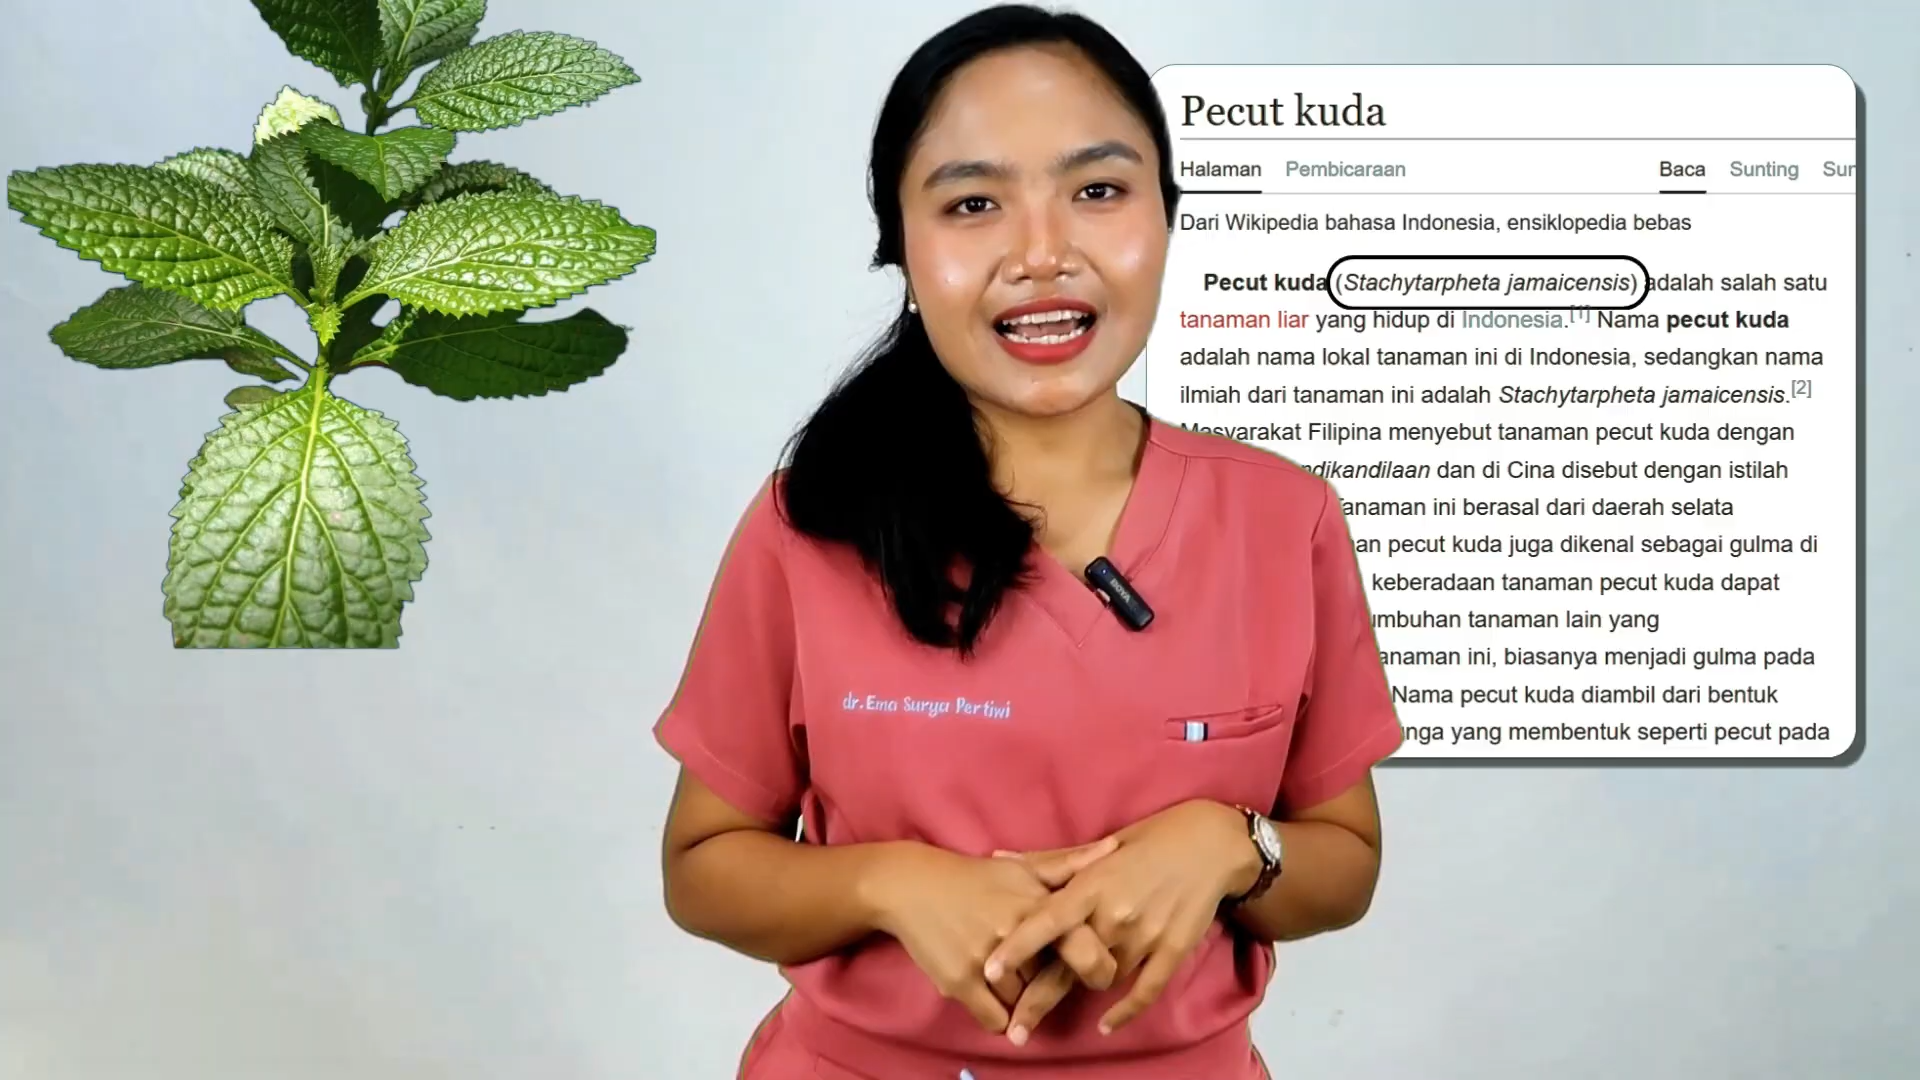 Pecut kuda
Halaman Pembicaraan Baca Sunting
Dari Wikipedia bahasa Indonesia, ensiklopedia bebas
Pecut kuda (Stachytarpheta jamaicensis) adalah salah satu
tanaman liar yang hidup di Indonesia.[1] Nama pecut kuda
adalah nama lokal tanaman ini di Indonesia, sedangkan nama
ilmiah dari tanaman ini adalah Stachytarpheta jamaicensis.[2]
Masyarakat Filipina menyebut tanaman pecut kuda dengan
dan di Cina disebut dengan istilah
ini berasal dari daerah selata
pecut kuda juga dikenal sebagai gulma di
keberadaan tanaman pecut kuda dapat
tanaman lain yang
ini, biasanya menjadi gulma pada
Nama pecut kuda diambil dari bentuk
yang membentuk seperti pecut pada
BOYA
dr. Ema Surya Pertiwi